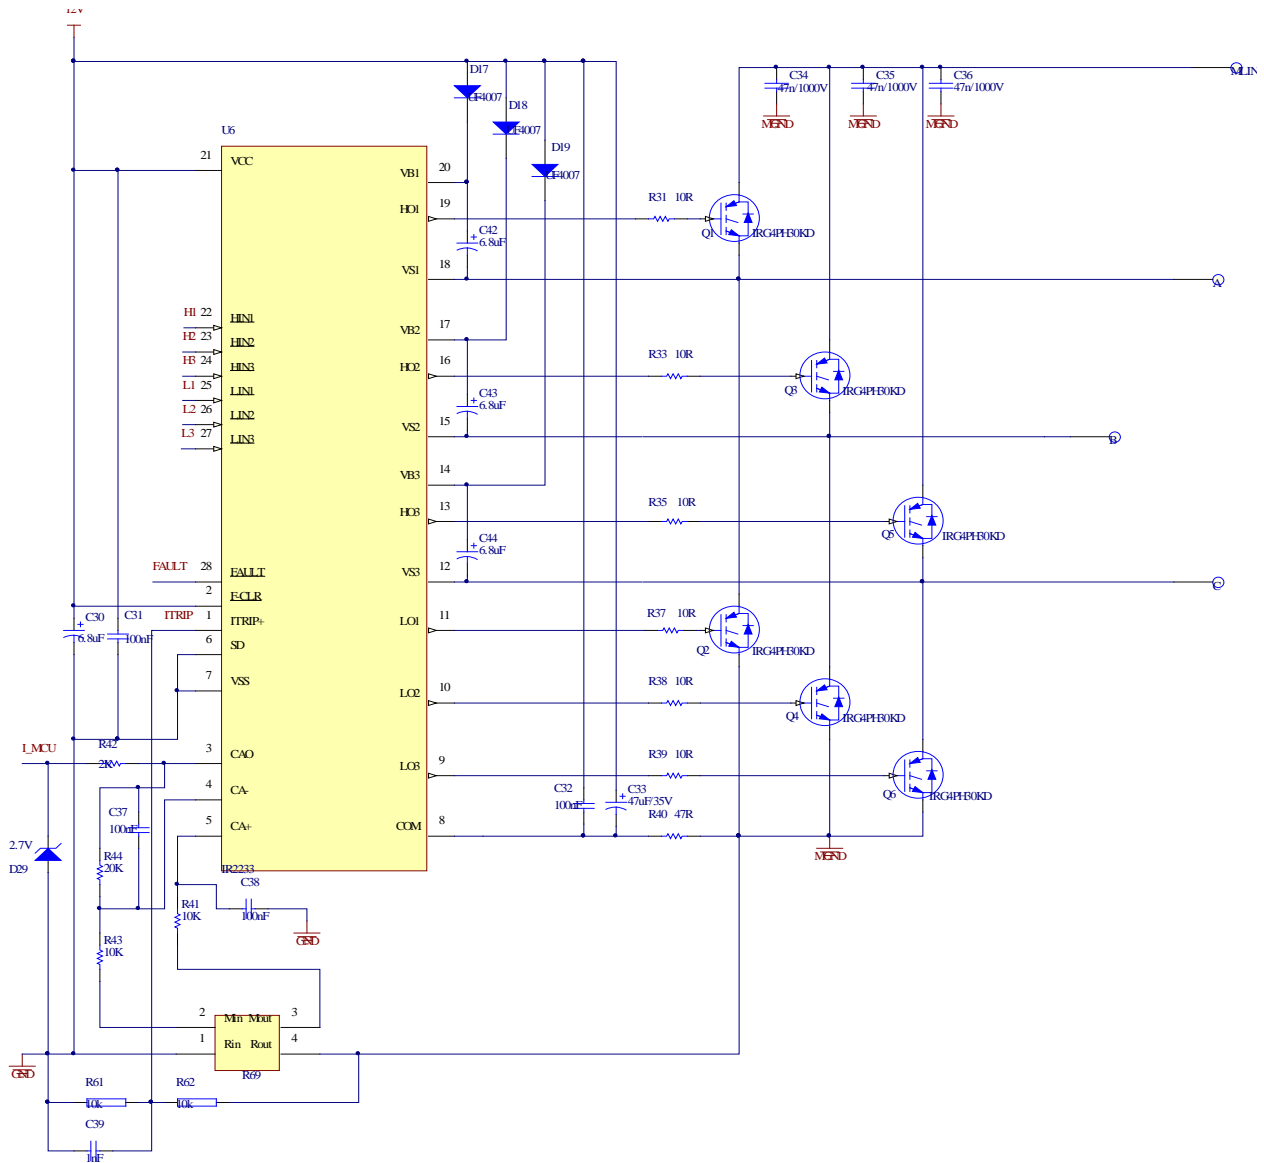 12V
D17
UF4007
D18
UF4007
D19
UF4007
C34
47n/1000V
C35
47n/1000V
C36
47n/1000V
MLIN
MGND
MGND
MGND
U6
21 VCC
VB1 20
HO1 19
R31 10R
Q1
IRG4PH30KD
C42
6.8uF
VS1 18
A
H1 22 HIN1
H2 23 HIN2
H3 24 HIN3
L1 25 LIN1
L2 26 LIN2
L3 27 LIN3
VB2 17
HO2 16
R33 10R
Q3
IRG4PH30KD
C43
6.8uF
VS2 15
B
VB3 14
HO3 13
R35 10R
Q5
IRG4PH30KD
C44
6.8uF
VS3 12
C
FAULT 28 FAULT
2 F-CLR
ITRIP 1 ITRIP+
6 SD
7 VSS
C30
6.8uF
C31
100nF
LO1 11
R37 10R
Q2
IRG4PH30KD
LO2 10
R38 10R
Q4
IRG4PH30KD
LO3 9
R39 10R
Q6
IRG4PH30KD
I_MCU
R42
2K
3 CAO
4 CA-
5 CA+
C37
100nF
C32
100nF
C33
47uF/35V
COM 8
R40 47R
MGND
2.7V
D29
R44
20K
IR2233
C38
100nF
R41
10K
GND
R43
10K
2 Min Mout 3
1 Rin Rout 4
R69
GND
R61
10k
R62
10k
C39
1nF